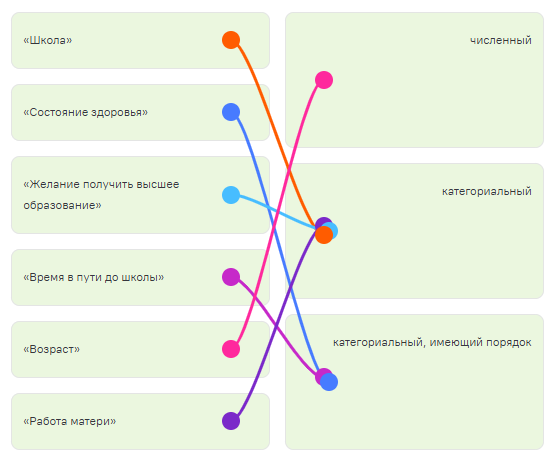 «Школа»
«Состояние здоровья»
«Желание получить высшее
образование»
«Время в пути до школы»
«Возраст»
«Работа матери»
численный
категориальный
категориальный, имеющий порядок